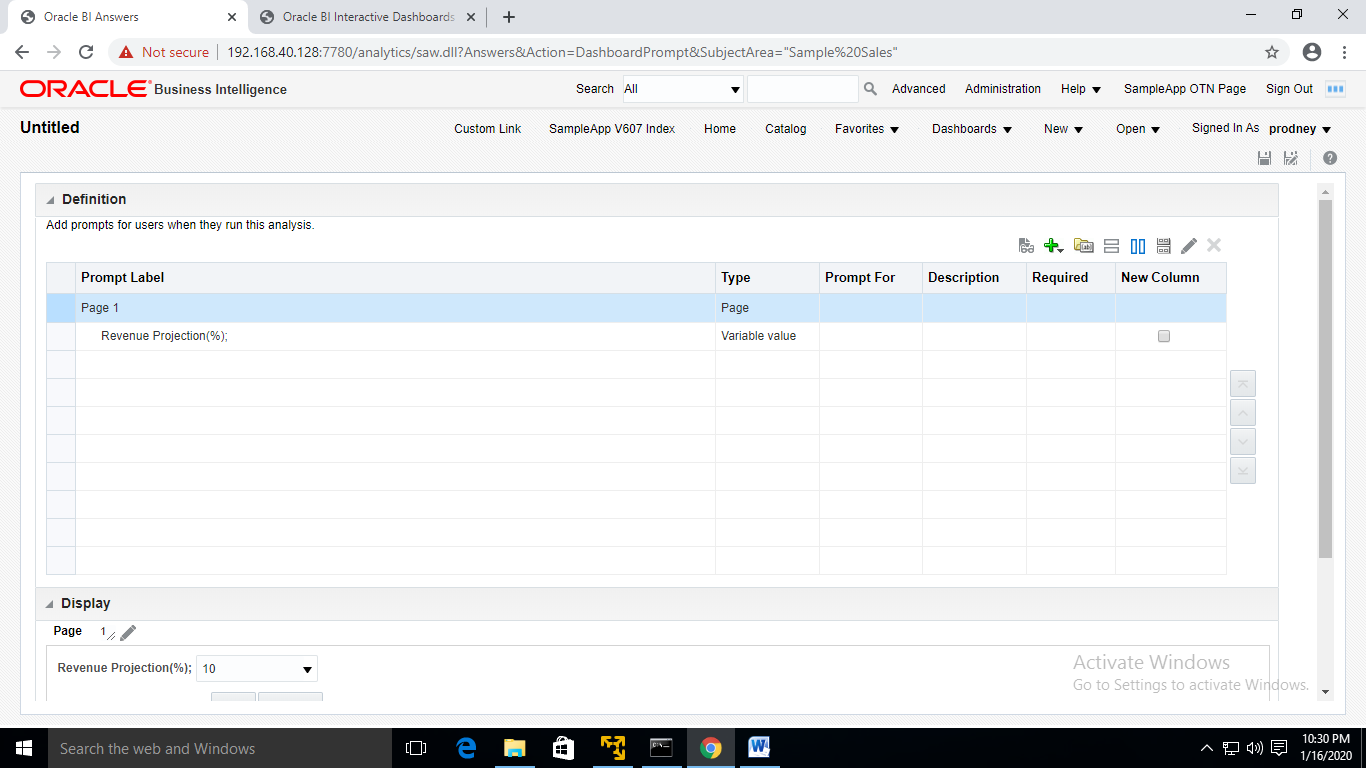 Oracle BI Answers
Oracle BI Interactive Dashboards
Not secure 192.168.40.128:7780/analytics/saw.dll?Answers&Action=DashboardPrompt&SubjectArea="Sample%20Sales"
ORACLE Business Intelligence
Search All Advanced Administration Help SampleApp OTN Page Sign Out
Untitled
Custom Link SampleApp V607 Index Home Catalog Favorites Dashboards New Open Signed In As prodney
Definition
Add prompts for users when they run this analysis.
Prompt Label Type Prompt For Description Required New Column
Page 1 Page
Revenue Projection(%); Variable value
Display
Page 1
Revenue Projection(%); 10
Activate Windows
Go to Settings to activate Windows.
Search the web and Windows
10:30 PM
1/16/2020